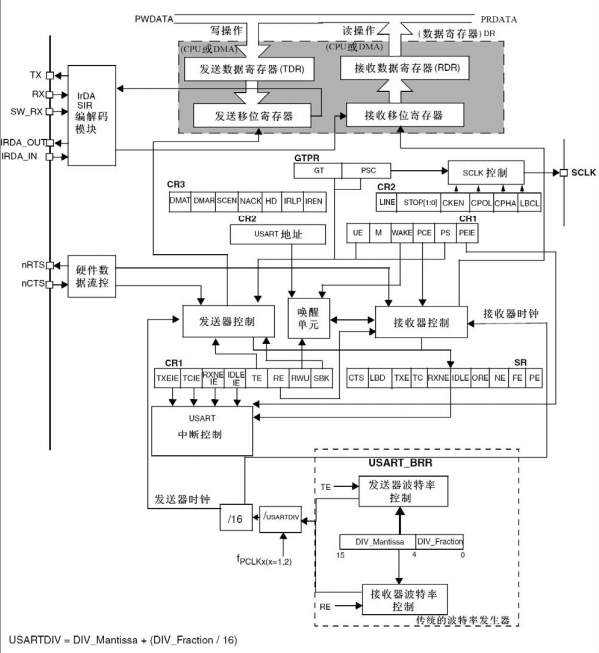 PWDATA
PRDATA
写操作
读操作
(数据寄存器) DR
(CPU或DMA)
(CPU或DMA)
发送数据寄存器(TDR)
接收数据寄存器(RDR)
TX
RX
SW_RX
IRDA_OUT
IRDA_IN
IrDA
SIR
编解码
模块
发送移位寄存器
接收移位寄存器
GTPR
GT
PSC
SCLK 控制
SCLK
CR3
DMAT DMAR SCEN NACK HD IRLP IREN
CR2
LINE STOP[1:0] CKEN CPOL CPHA LBCL
CR2
USART 地址
CR1
UE M WAKE PCE PS PEIE
nRTS
nCTS
硬件数
据流控
发送器控制
唤醒
单元
接收器控制
接收器时钟
CR1
TXEIE TCIE RXNEIE IDLEIE TE RE RWU SBK
SR
CTS LBD TXE TC RXNE IDLE ORE NE FE PE
USART
中断控制
USART_BRR
TE
发送器波特率
控制
发送器时钟
/16
/USARTDIV
fPCLKx(x=1,2)
DIV_Mantissa DIV_Fraction
15 4 0
RE
接收器波特率
控制
传统的波特率发生器
USARTDIV = DIV_Mantissa + (DIV_Fraction / 16)